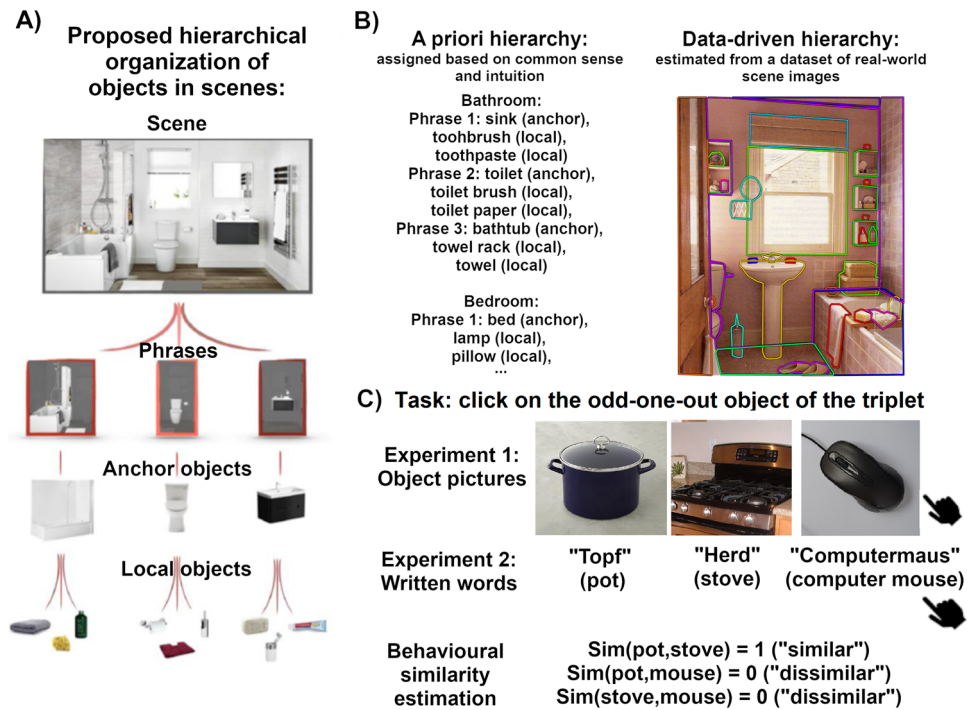 A)
Proposed hierarchical
organization of
objects in scenes:
Scene
Phrases
Anchor objects
Local objects
B)
A priori hierarchy:
assigned based on common sense
and intuition
Bathroom:
Phrase 1: sink (anchor),
toohbrush (local),
toothpaste (local)
Phrase 2: toilet (anchor),
toilet brush (local),
toilet paper (local),
Phrase 3: bathtub (anchor),
towel rack (local),
towel (local)
Bedroom:
Phrase 1: bed (anchor),
lamp (local),
pillow (local),
...
Data-driven hierarchy:
estimated from a dataset of real-world
scene images
C) Task: click on the odd-one-out object of the triplet
Experiment 1:
Object pictures
Experiment 2:
Written words
"Topf"
(pot)
"Herd"
(stove)
"Computermaus"
(computer mouse)
Behavioural
similarity
estimation
Sim(pot,stove) = 1 ("similar")
Sim(pot,mouse) = 0 ("dissimilar")
Sim(stove,mouse) = 0 ("dissimilar")